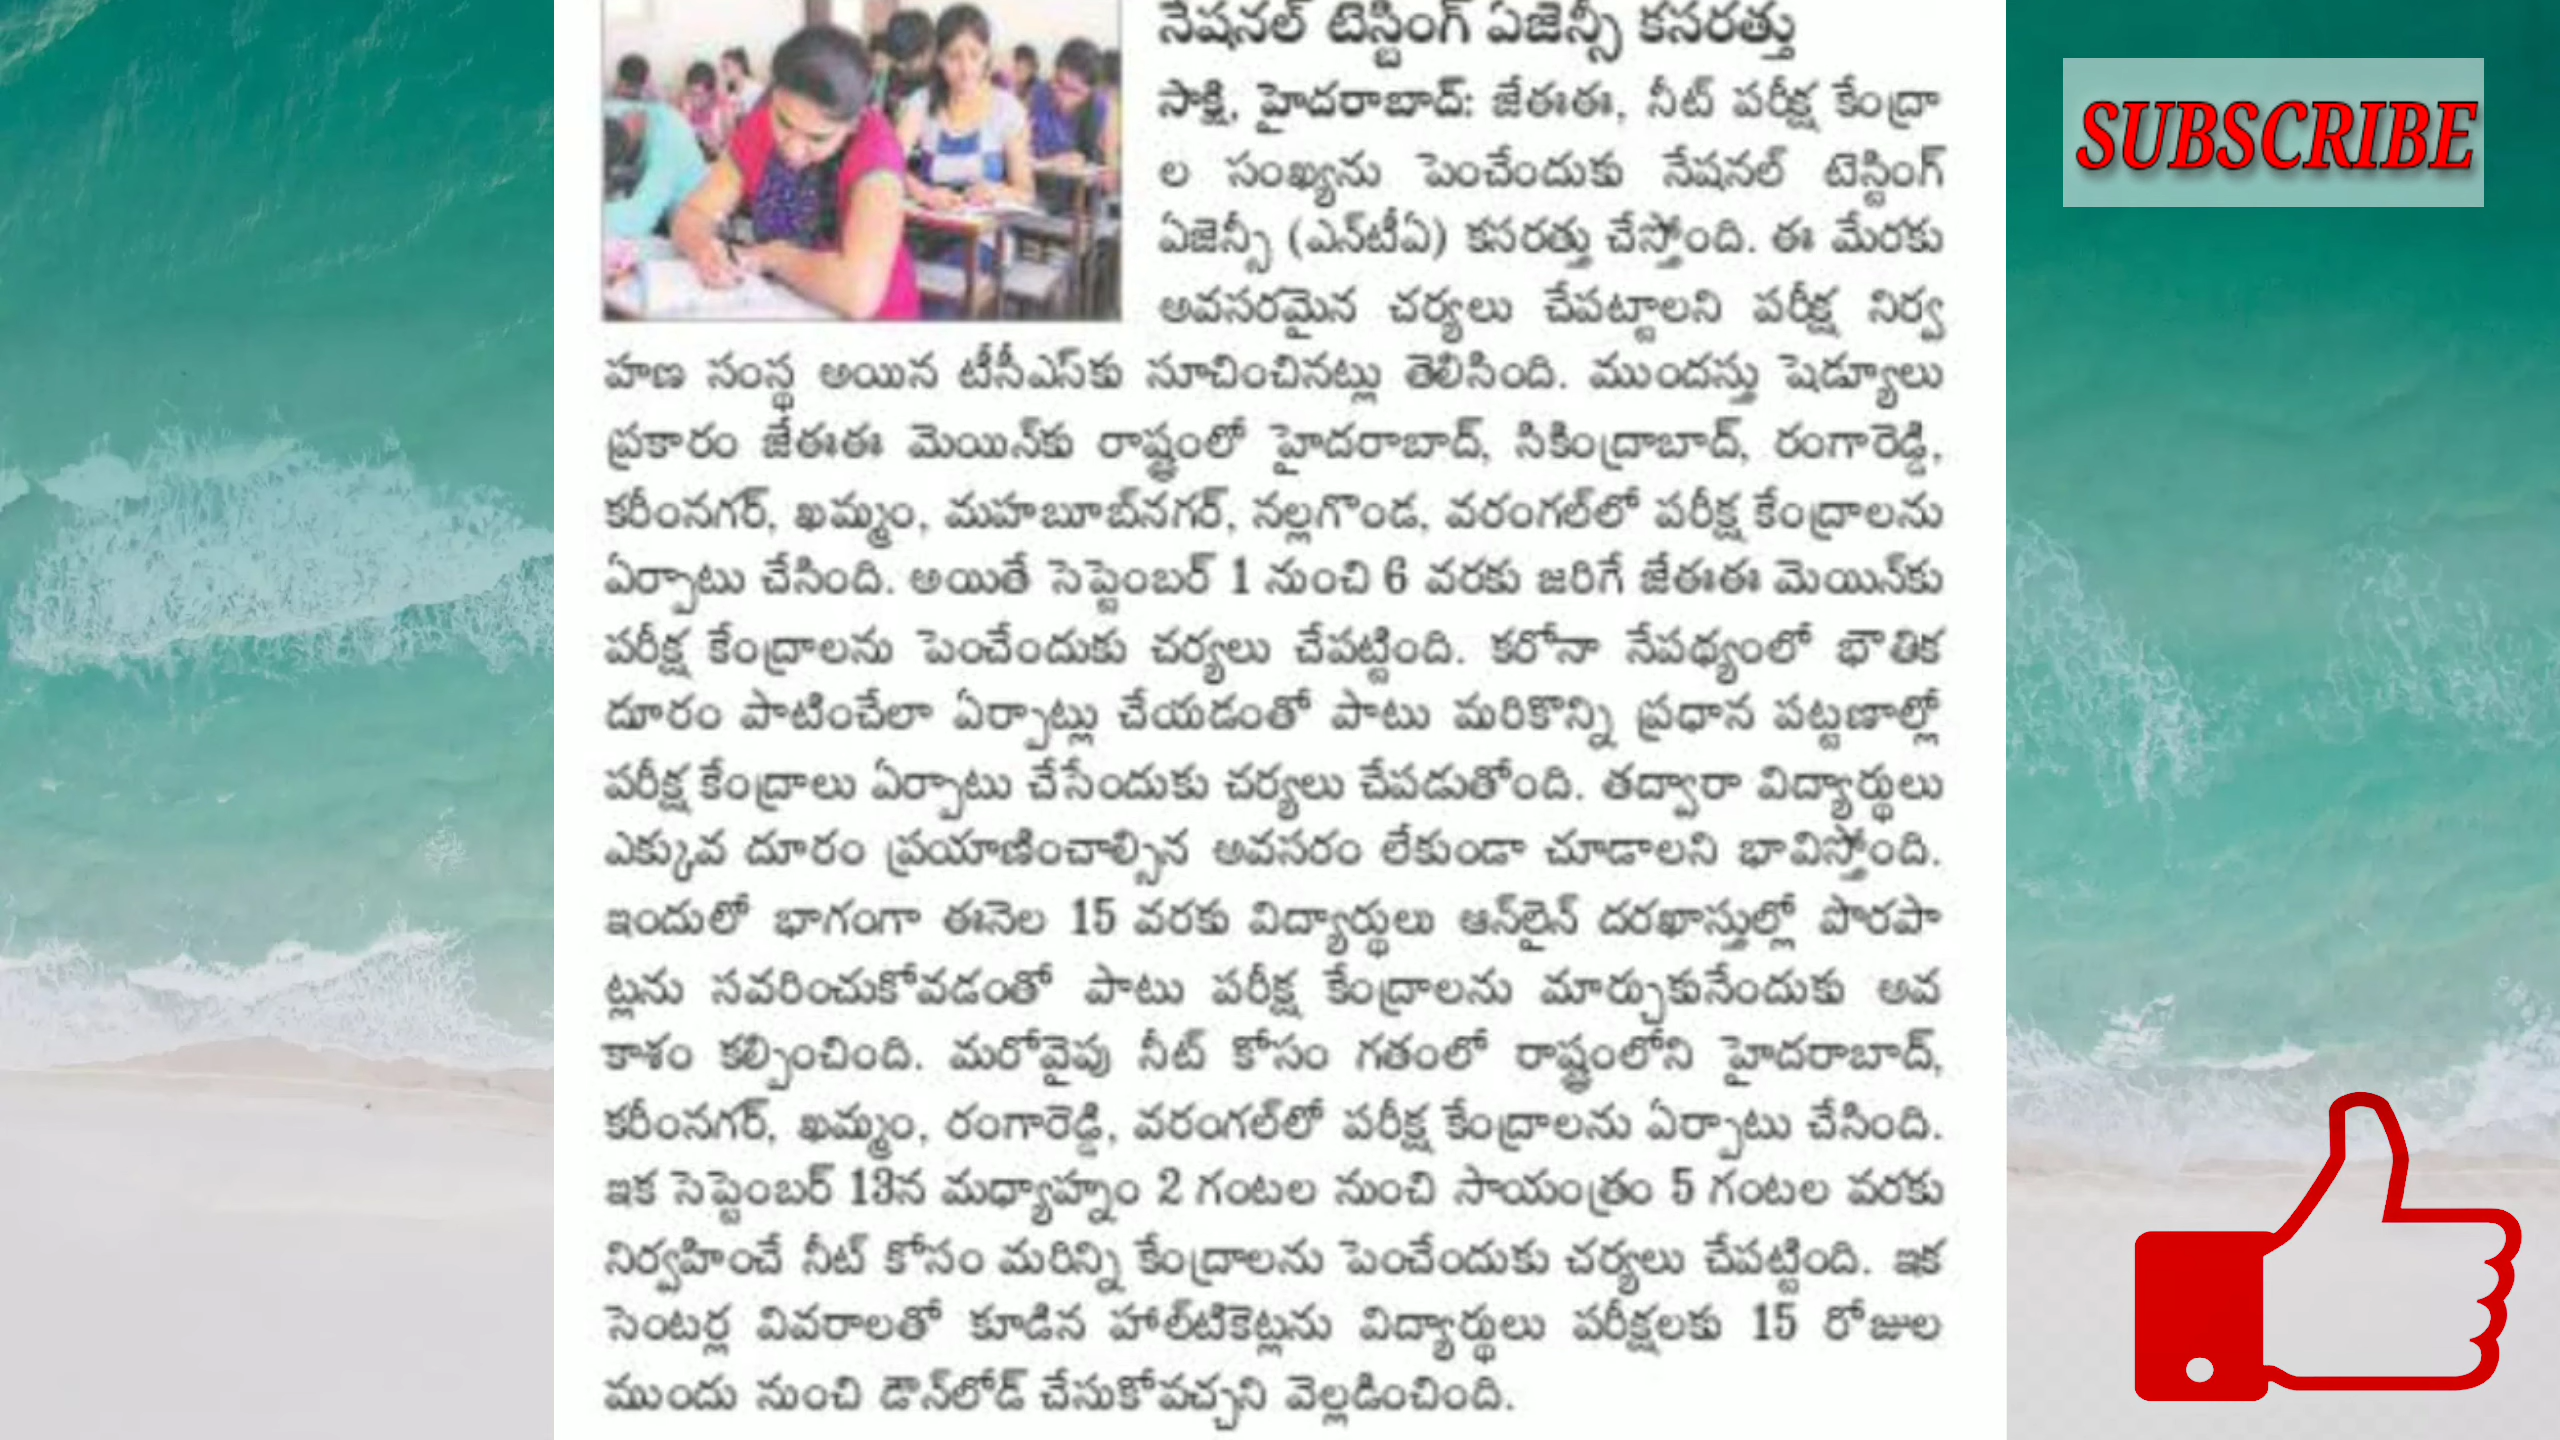 నేషనల్ టెస్టింగ్ ఏజెన్సీ కసరత్తు
సాక్షి, హైదరాబాద్: జేఈఈ, నీట్ పరీక్ష కేంద్రా
ల సంఖ్యను పెంచేందుకు నేషనల్ టెస్టింగ్
ఏజెన్సీ (ఎన్‌టీఏ) కసరత్తు చేస్తోంది. ఈ మేరకు
అవసరమైన చర్యలు చేపట్టాలని పరీక్ష నిర్వ
హణ సంస్థ అయిన టీసీఎస్‌కు సూచించినట్లు తెలిసింది. ముందస్తు షెడ్యూలు
ప్రకారం జేఈఈ మెయిన్‌కు రాష్ట్రంలో హైదరాబాద్, సికింద్రాబాద్, రంగారెడ్డి,
కరీంనగర్, ఖమ్మం, మహబూబ్‌నగర్, నల్లగొండ, వరంగల్‌లో పరీక్ష కేంద్రాలను
ఏర్పాటు చేసింది. అయితే సెప్టెంబర్ 1 నుంచి 6 వరకు జరిగే జేఈఈ మెయిన్‌కు
పరీక్ష కేంద్రాలను పెంచేందుకు చర్యలు చేపట్టింది. కరోనా నేపథ్యంలో భౌతిక
దూరం పాటించేలా ఏర్పాట్లు చేయడంతో పాటు మరికొన్ని ప్రధాన పట్టణాల్లో
పరీక్ష కేంద్రాలు ఏర్పాటు చేసేందుకు చర్యలు చేపడుతోంది. తద్వారా విద్యార్థులు
ఎక్కువ దూరం ప్రయాణించాల్సిన అవసరం లేకుండా చూడాలని భావిస్తోంది.
ఇందులో భాగంగా ఈనెల 15 వరకు విద్యార్థులు ఆన్‌లైన్ దరఖాస్తుల్లో పొరపా
ట్లను సవరించుకోవడంతో పాటు పరీక్ష కేంద్రాలను మార్చుకునేందుకు అవ
కాశం కల్పించింది. మరోవైపు నీట్ కోసం గతంలో రాష్ట్రంలోని హైదరాబాద్,
కరీంనగర్, ఖమ్మం, రంగారెడ్డి, వరంగల్‌లో పరీక్ష కేంద్రాలను ఏర్పాటు చేసింది.
ఇక సెప్టెంబర్ 13న మధ్యాహ్నం 2 గంటల నుంచి సాయంత్రం 5 గంటల వరకు
నిర్వహించే నీట్ కోసం మరిన్ని కేంద్రాలను పెంచేందుకు చర్యలు చేపట్టింది. ఇక
సెంటర్ల వివరాలతో కూడిన హాల్‌టికెట్లను విద్యార్థులు పరీక్షలకు 15 రోజుల
ముందు నుంచి డౌన్‌లోడ్ చేసుకోవచ్చని వెల్లడించింది.
SUBSCRIBE